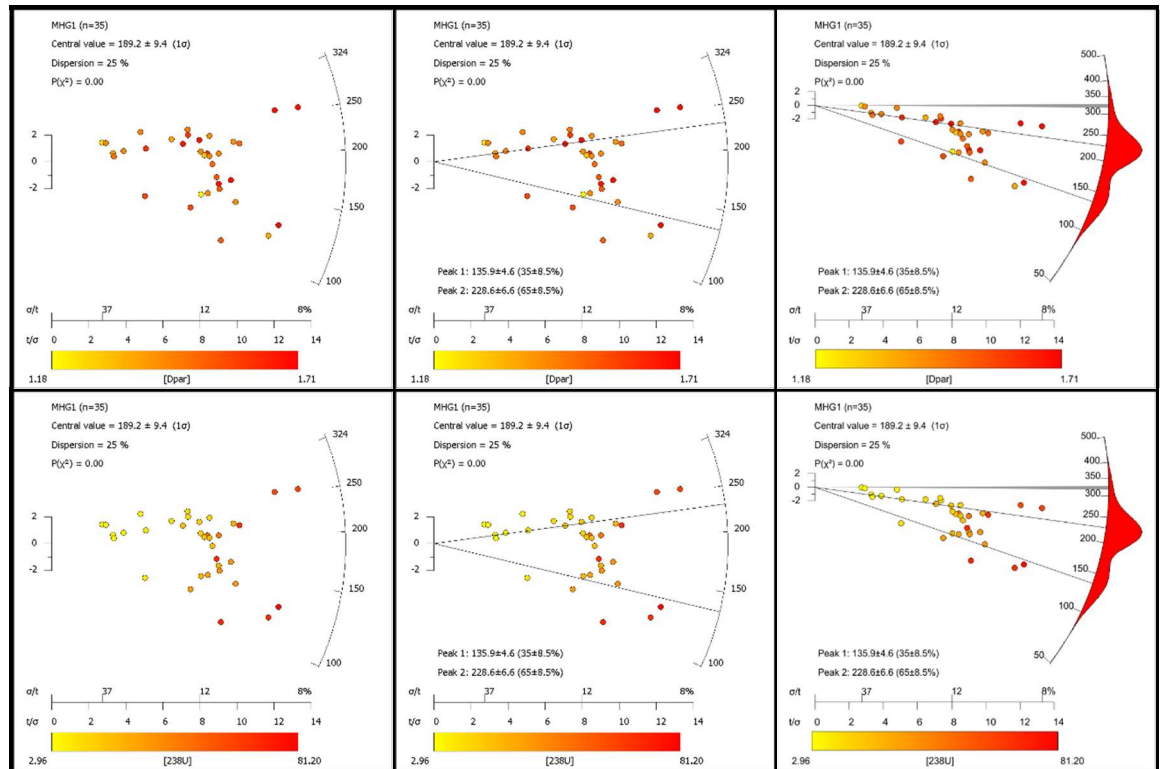 MHG1 (n=35)
Central value = 189.2 ± 9.4 (1σ)
Dispersion = 25 %
P(χ²) = 0.00
324
250
200
150
100
2
0
-2
σ/t 37 12 8%
t/σ 0 2 4 6 8 10 12 14
1.18 [Dpar] 1.71
MHG1 (n=35)
Central value = 189.2 ± 9.4 (1σ)
Dispersion = 25 %
P(χ²) = 0.00
324
250
200
150
100
2
0
-2
Peak 1: 135.9±4.6 (35±8.5%)
Peak 2: 228.6±6.6 (65±8.5%)
σ/t 37 12 8%
t/σ 0 2 4 6 8 10 12 14
1.18 [Dpar] 1.71
MHG1 (n=35)
Central value = 189.2 ± 9.4 (1σ)
Dispersion = 25 %
P(χ²) = 0.00
500
400
350
300
250
200
150
100
50
2
0
-2
Peak 1: 135.9±4.6 (35±8.5%)
Peak 2: 228.6±6.6 (65±8.5%)
σ/t 37 12 8%
t/σ 0 2 4 6 8 10 12 14
1.18 [Dpar] 1.71
MHG1 (n=35)
Central value = 189.2 ± 9.4 (1σ)
Dispersion = 25 %
P(χ²) = 0.00
324
250
200
150
100
2
0
-2
σ/t 37 12 8%
t/σ 0 2 4 6 8 10 12 14
2.96 [238U] 81.20
MHG1 (n=35)
Central value = 189.2 ± 9.4 (1σ)
Dispersion = 25 %
P(χ²) = 0.00
324
250
200
150
100
2
0
-2
Peak 1: 135.9±4.6 (35±8.5%)
Peak 2: 228.6±6.6 (65±8.5%)
σ/t 37 12 8%
t/σ 0 2 4 6 8 10 12 14
2.96 [238U] 81.20
MHG1 (n=35)
Central value = 189.2 ± 9.4 (1σ)
Dispersion = 25 %
P(χ²) = 0.00
500
400
350
300
250
200
150
100
50
2
0
-2
Peak 1: 135.9±4.6 (35±8.5%)
Peak 2: 228.6±6.6 (65±8.5%)
σ/t 37 12 8%
t/σ 0 2 4 6 8 10 12 14
2.96 [238U] 81.20